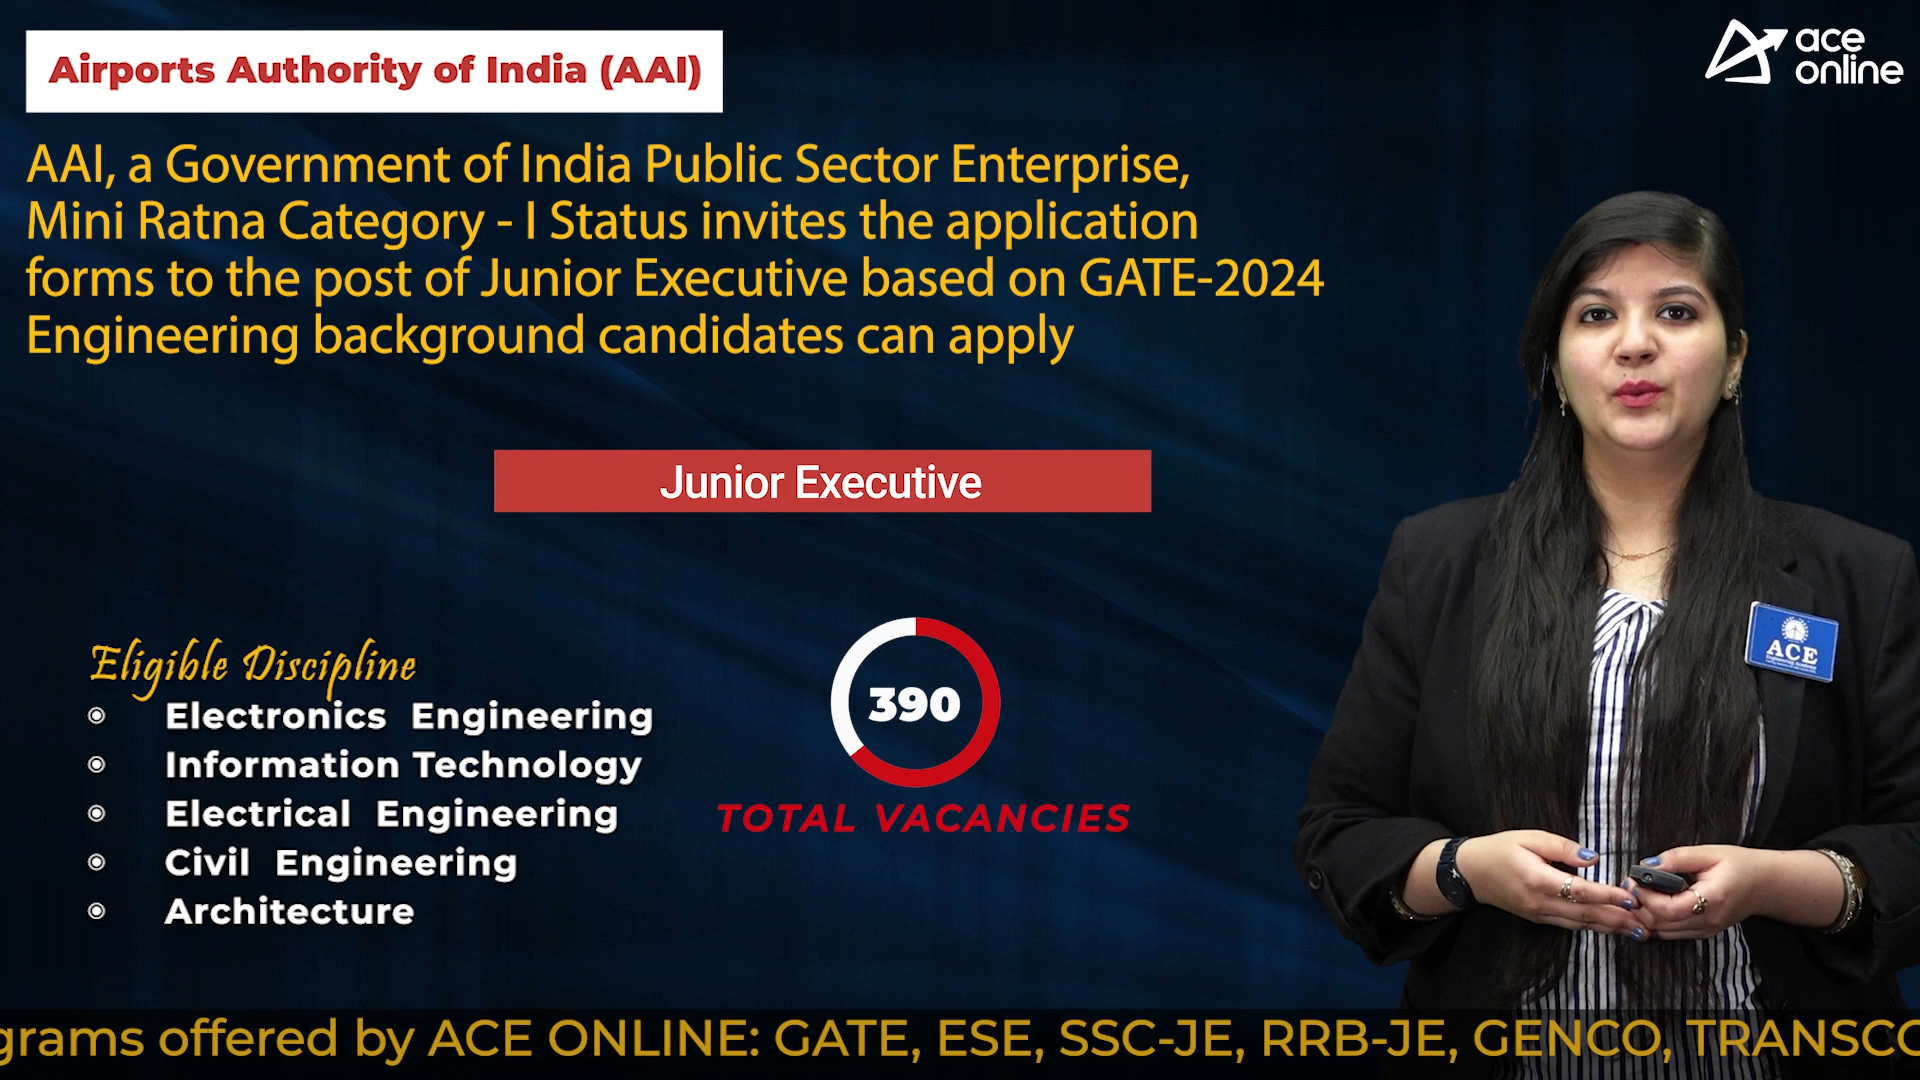 Airports Authority of India (AAI)
ace
online
AAI, a Government of India Public Sector Enterprise,
Mini Ratna Category - I Status invites the application
forms to the post of Junior Executive based on GATE-2024
Engineering background candidates can apply
Junior Executive
Eligible Discipline
Electronics Engineering
Information Technology
Electrical Engineering
Civil Engineering
Architecture
390
TOTAL VACANCIES
ACE
Engineering Academy
grams offered by ACE ONLINE: GATE, ESE, SSC-JE, RRB-JE, GENCO, TRANSCO